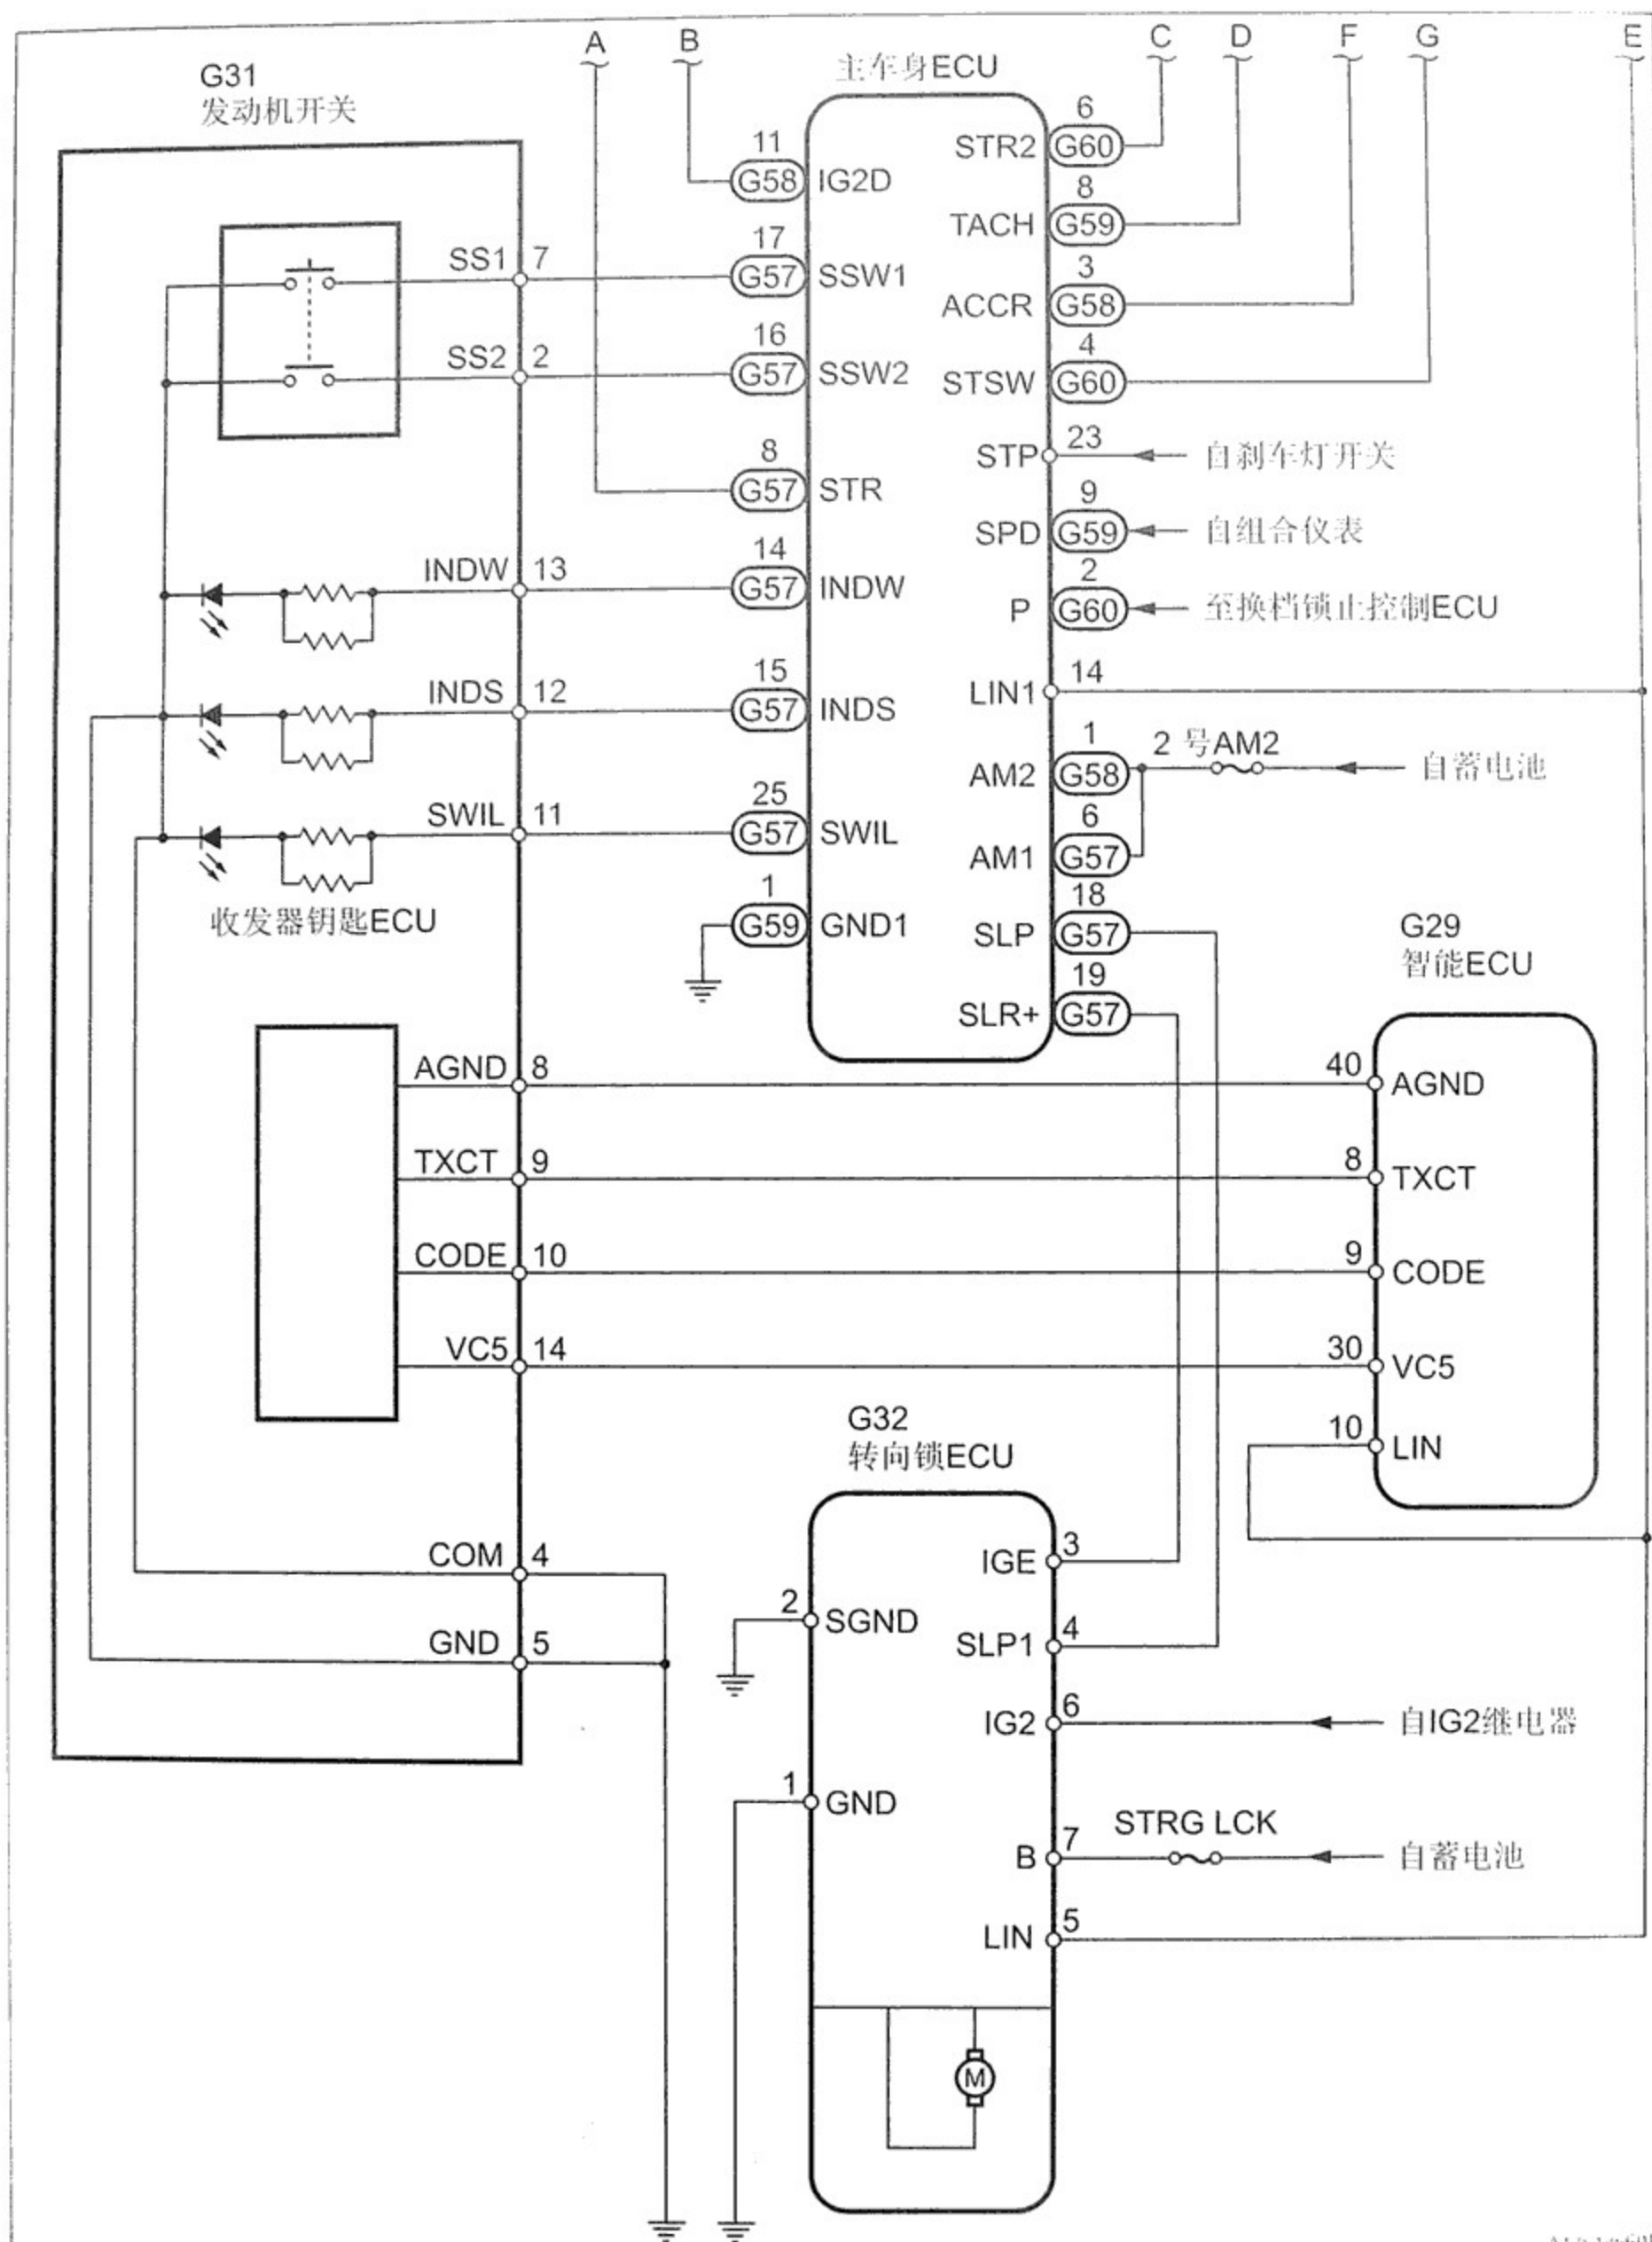 A
B
C
D
F
G
E
G31
发动机开关
主车身ECU
11
G58
IG2D
17
G57
SSW1
16
G57
SSW2
8
G57
STR
14
G57
INDW
15
G57
INDS
25
G57
SWIL
1
G59
GND1
STR2
6
G60
TACH
8
G59
ACCR
3
G58
STSW
4
G60
STP
23
自刹车灯开关
SPD
9
G59
自组合仪表
P
2
G60
至换档锁止控制ECU
LIN1
14
AM2
1
G58
2 号AM2
自蓄电池
AM1
6
G57
SLP
18
G57
SLR+
19
G57
SS1
7
SS2
2
INDW
13
INDS
12
SWIL
11
收发器钥匙ECU
AGND
8
TXCT
9
CODE
10
VC5
14
COM
4
GND
5
G29
智能ECU
40
AGND
8
TXCT
9
CODE
30
VC5
10
LIN
G32
转向锁ECU
2
SGND
1
GND
IGE
3
SLP1
4
IG2
6
自IG2继电器
B
7
STRG LCK
自蓄电池
LIN
5
M